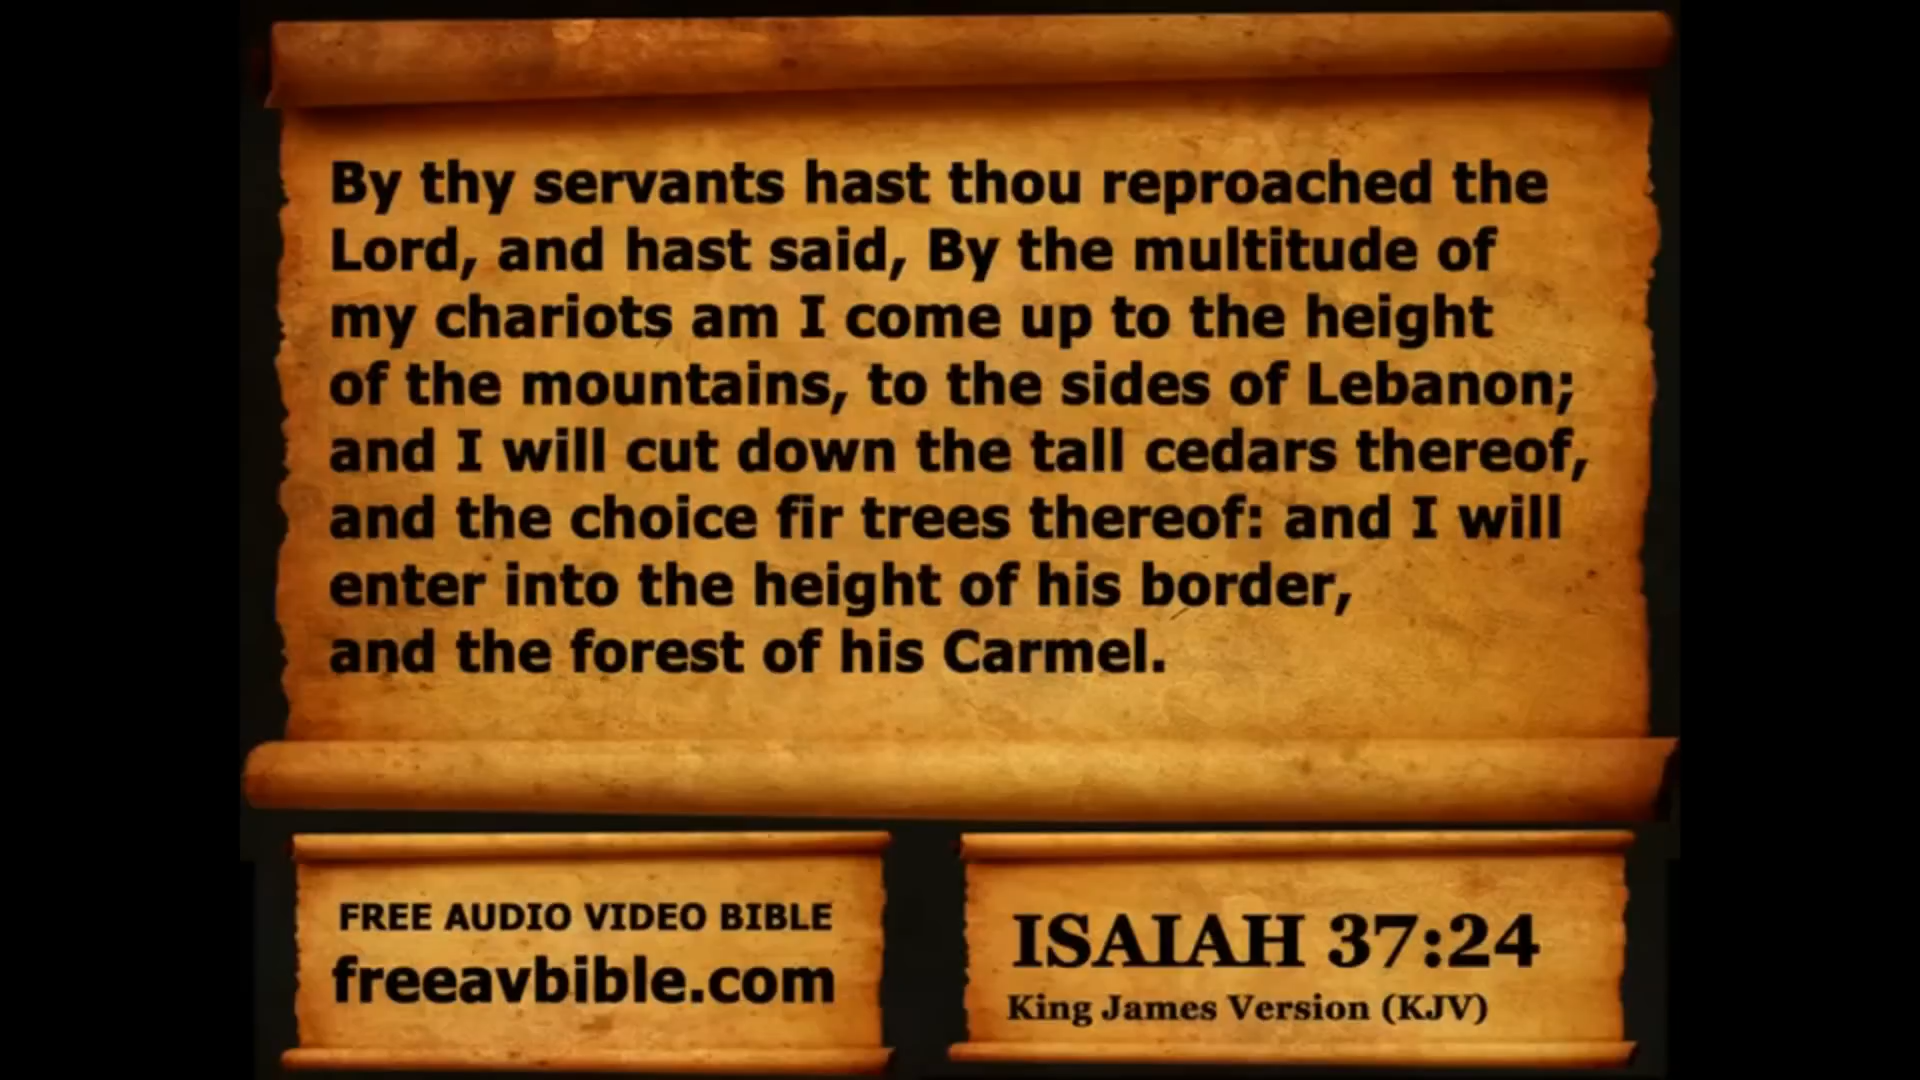 By thy servants hast thou reproached the
Lord, and hast said, By the multitude of
my chariots am I come up to the height
of the mountains, to the sides of Lebanon;
and I will cut down the tall cedars thereof,
and the choice fir trees thereof: and I will
enter into the height of his border,
and the forest of his Carmel.
FREE AUDIO VIDEO BIBLE
freeavbible.com
ISAIAH 37:24
King James Version (KJV)